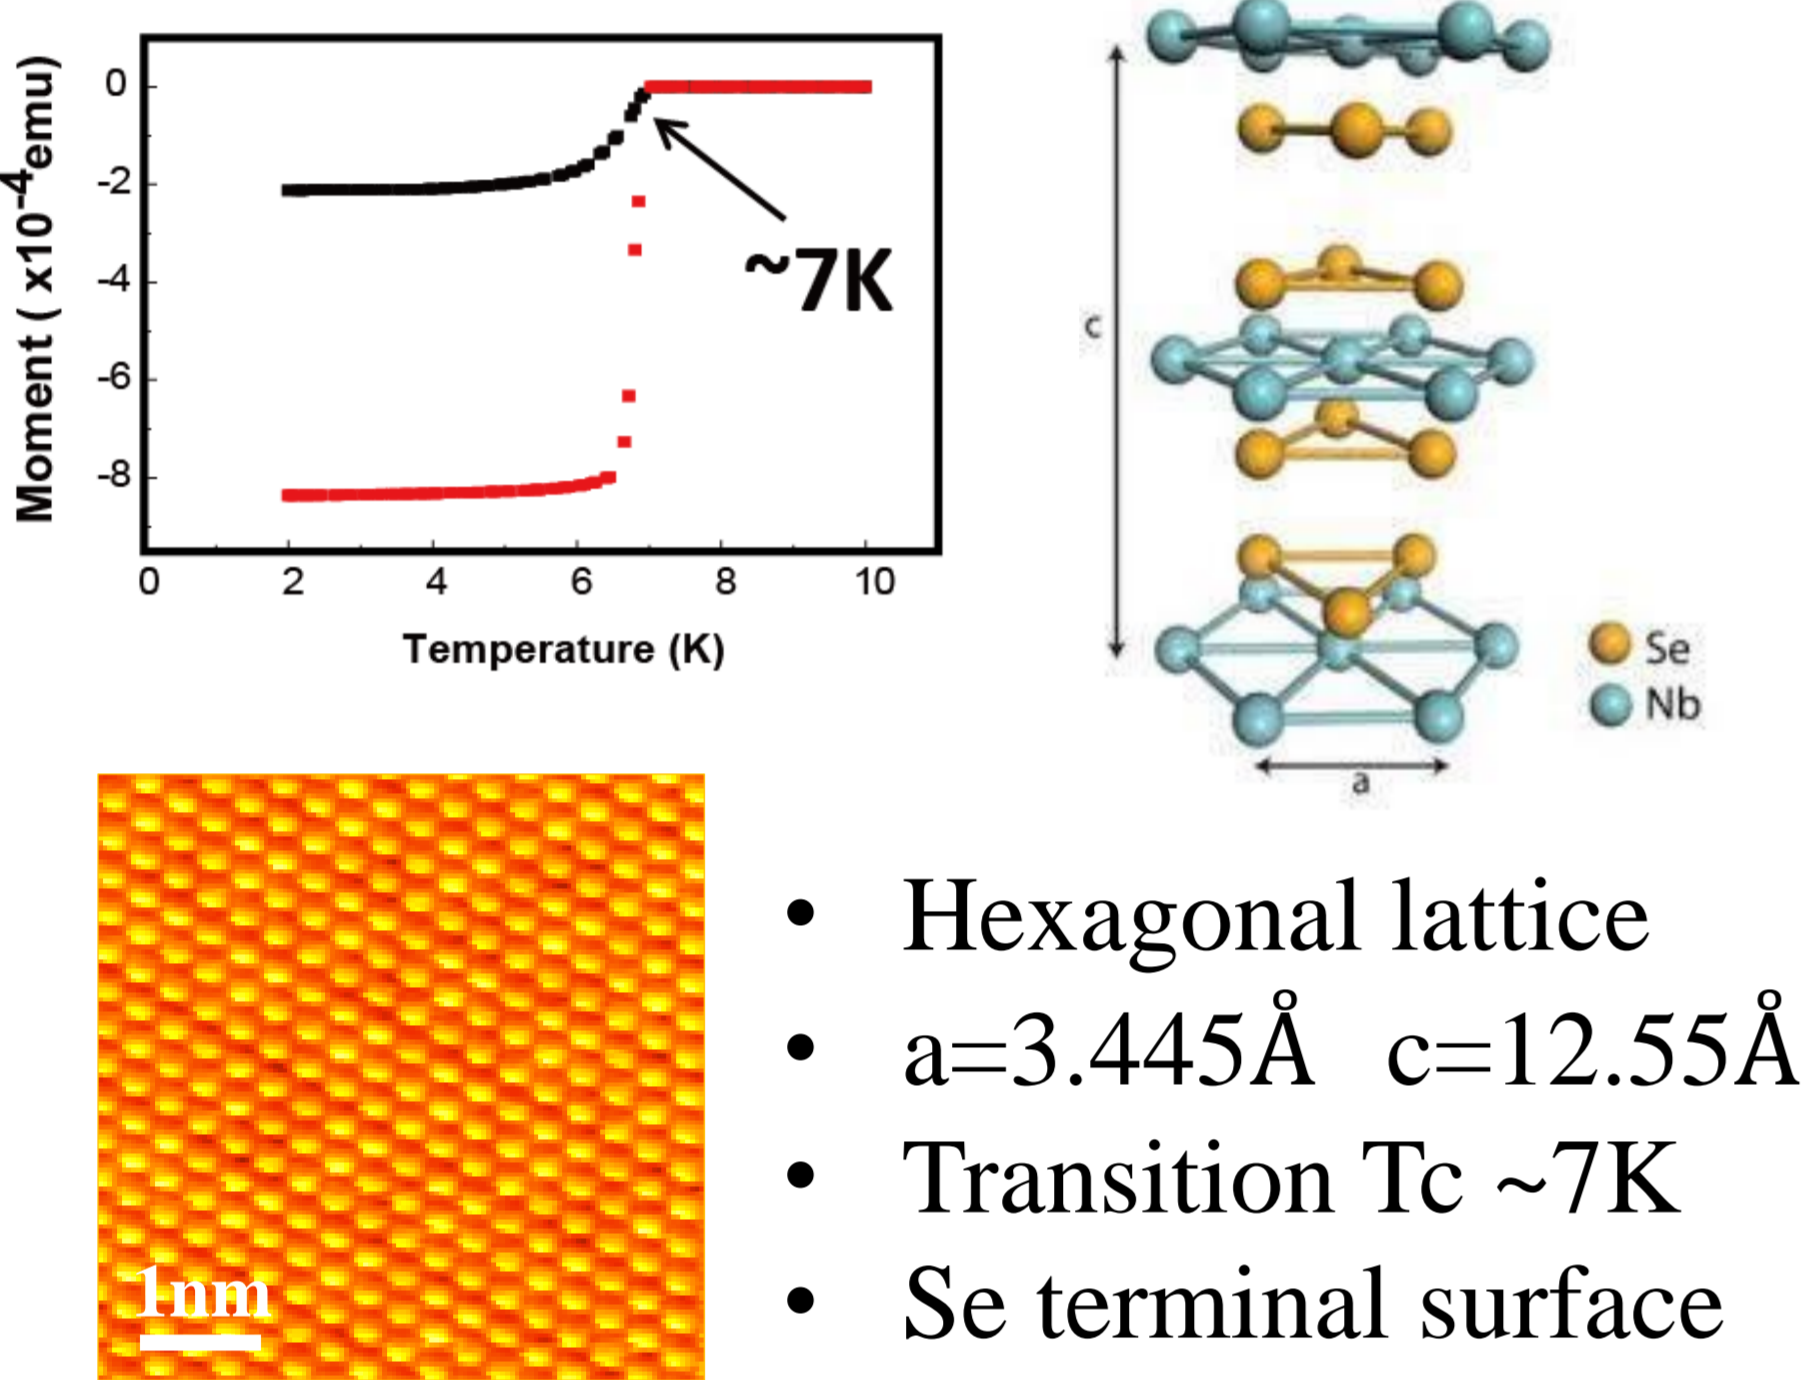 Moment ( x10⁻⁴emu)
0
-2
-4
-6
-8
~7K
0 2 4 6 8 10
Temperature (K)
c
a
Se
Nb
1nm
• Hexagonal lattice
• a=3.445Å c=12.55Å
• Transition Tc ~7K
• Se terminal surface